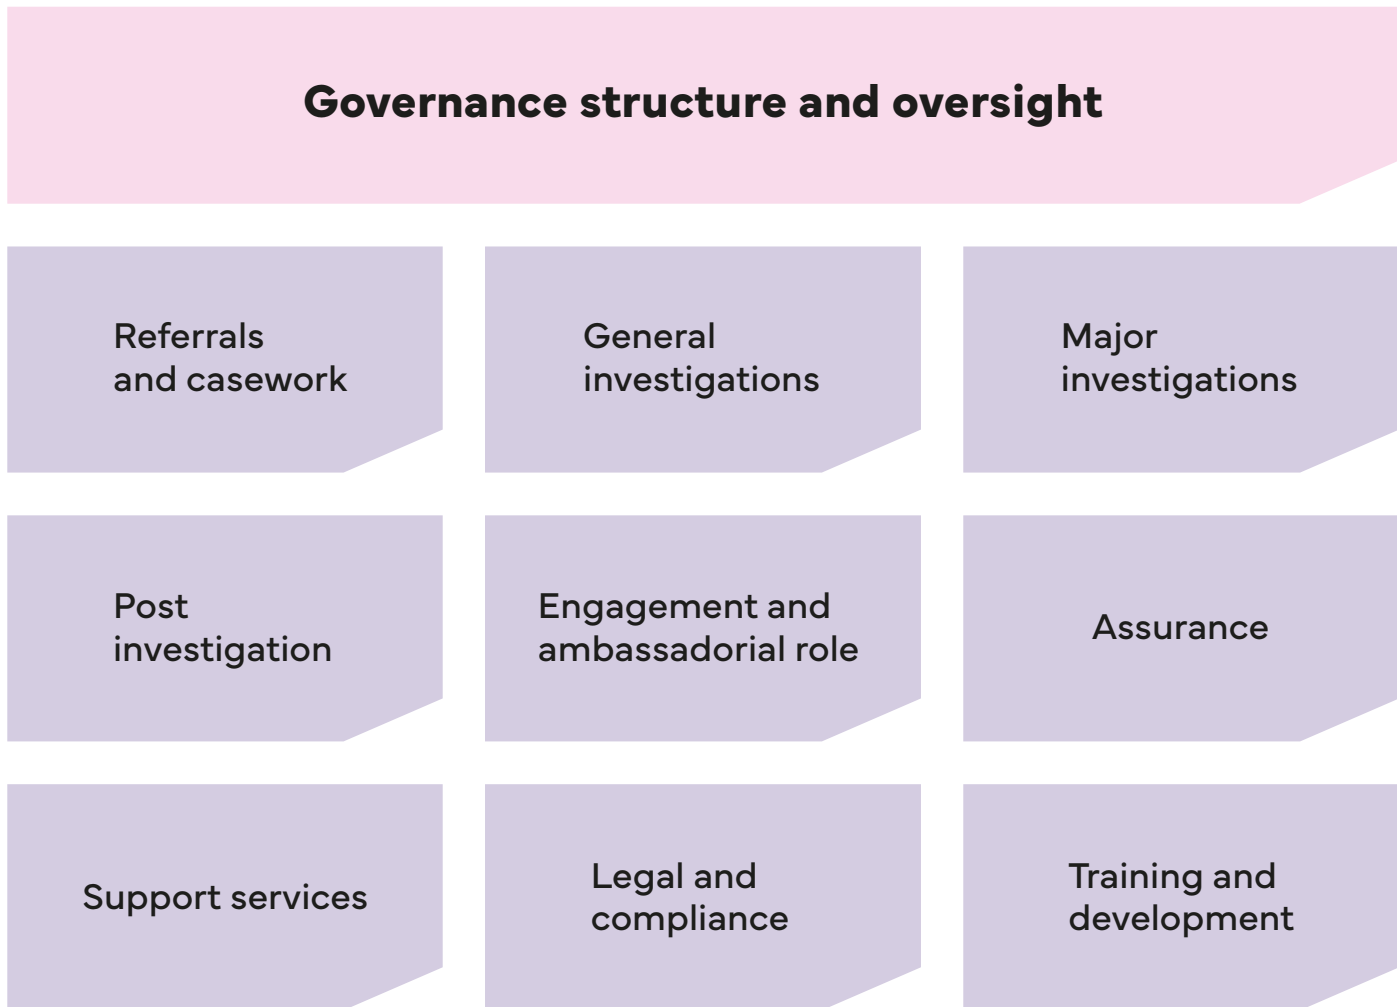 Governance structure and oversight
Referrals
and casework
General
investigations
Major
investigations
Post
investigation
Engagement and
ambassadorial role
Assurance
Support services
Legal and
compliance
Training and
development